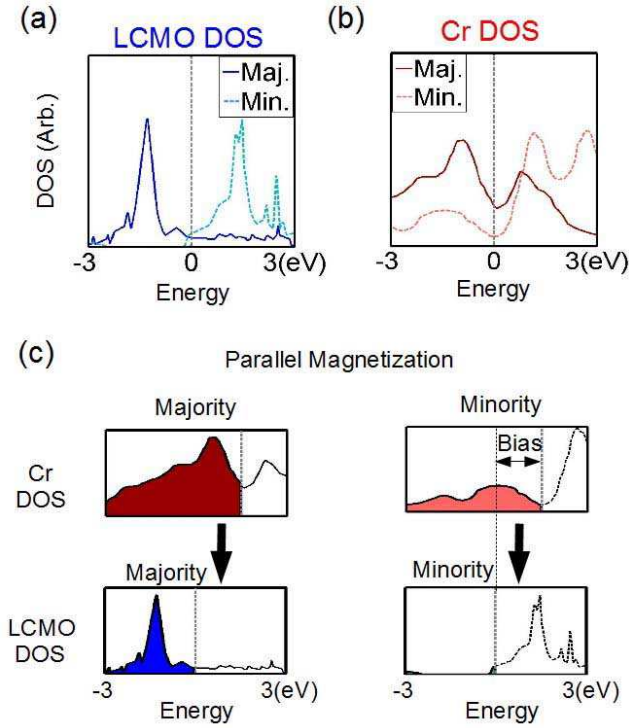 (a)
LCMO DOS
Maj.
Min.
DOS (Arb.)
-3 0 3(eV)
Energy
(b)
Cr DOS
Maj.
Min.
-3 0 3(eV)
Energy
(c)
Parallel Magnetization
Majority
Minority
Cr
DOS
Bias
Majority
Minority
LCMO
DOS
-3 3(eV)
Energy
-3 3(eV)
Energy